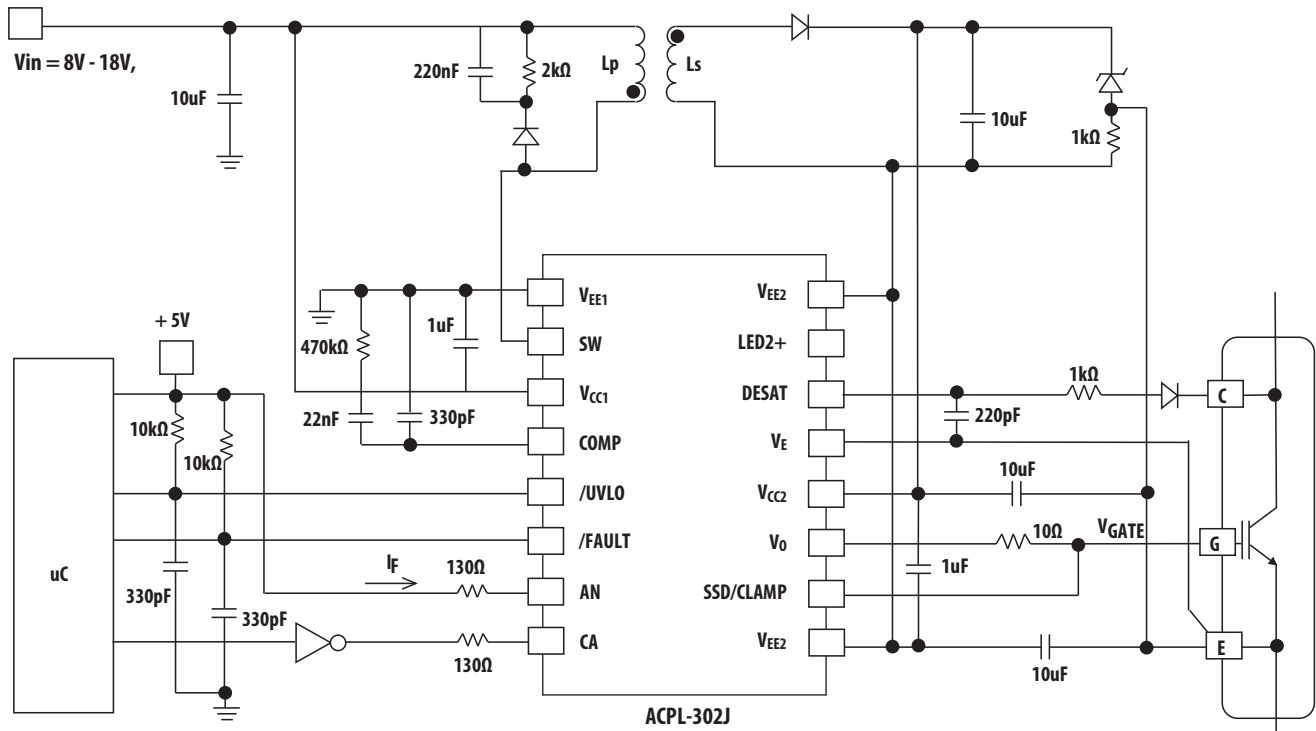 Vin = 8V - 18V,
10uF
220nF
2kΩ
Lp
Ls
10uF
1kΩ
+ 5V
470kΩ
1uF
22nF
330pF
10kΩ
10kΩ
uC
330pF
330pF
IF
130Ω
130Ω
VEE1
SW
VCC1
COMP
/UVLO
/FAULT
AN
CA
VEE2
LED2+
DESAT
VE
VCC2
VO
SSD/CLAMP
VEE2
ACPL-302J
1kΩ
220pF
10uF
10Ω
VGATE
1uF
10uF
C
G
E